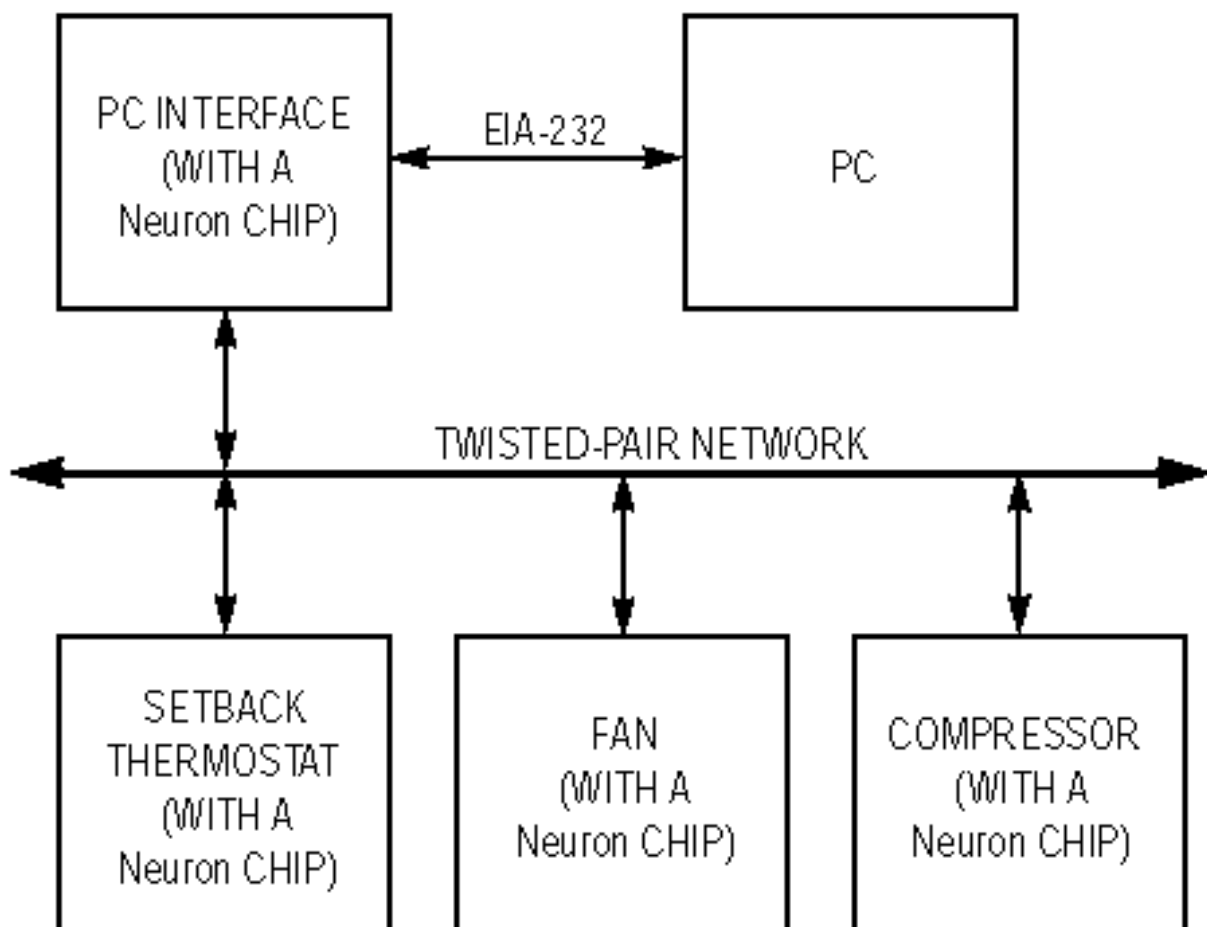 PC INTERFACE
(WITH A
Neuron CHIP)
EIA-232
PC
TWISTED-PAIR NETWORK
SETBACK
THERMOSTAT
(WITH A
Neuron CHIP)
FAN
(WITH A
Neuron CHIP)
COMPRESSOR
(WITH A
Neuron CHIP)